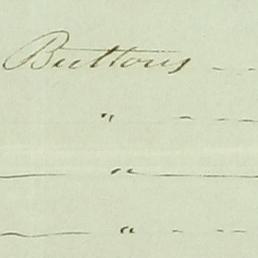 Buttons - -
" - -
— " —
— " - - -